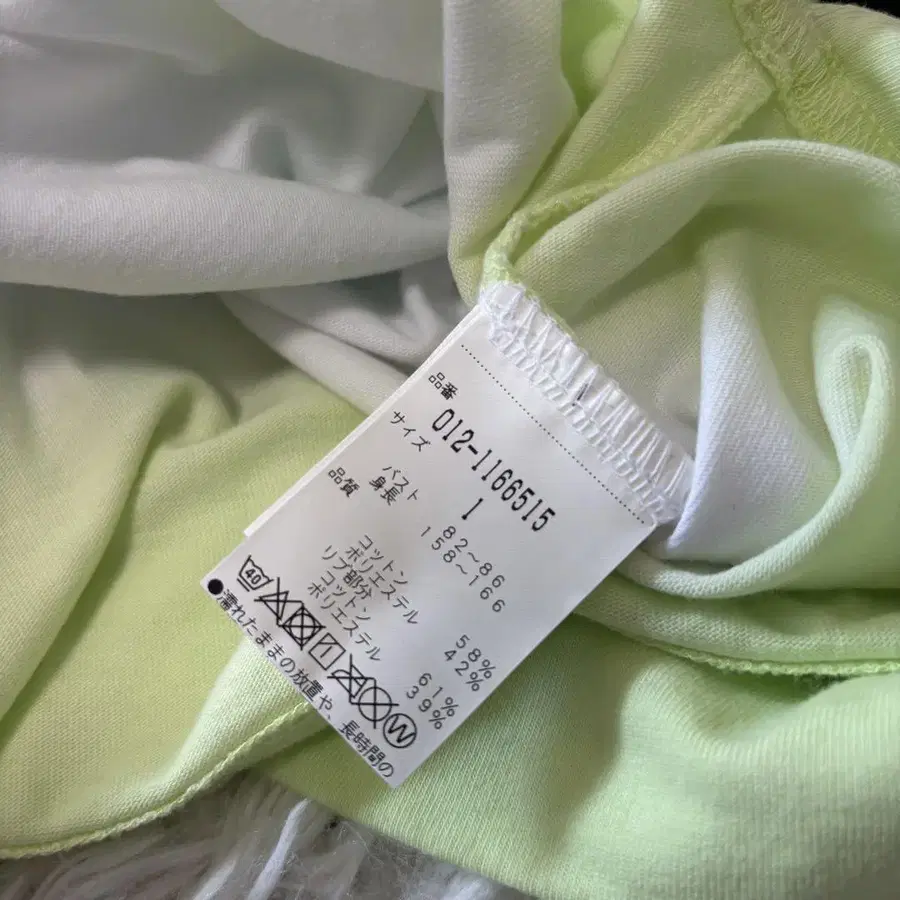 品番
012-1166515
サイズ 1
バスト 82~86
身長 158~166
品質
コットン 58%
ポリエステル 42%
リブ部分
コットン 61%
ポリエステル 39%
40
W
●濡れたままの放置や、長時間の